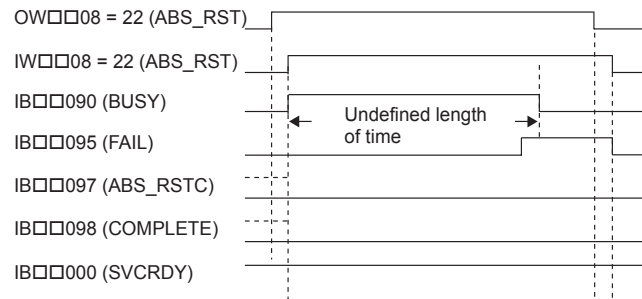 OW□□08 = 22 (ABS_RST)
IW□□08 = 22 (ABS_RST)
IB□□090 (BUSY)
Undefined length
of time
IB□□095 (FAIL)
IB□□097 (ABS_RSTC)
IB□□098 (COMPLETE)
IB□□000 (SVCRDY)